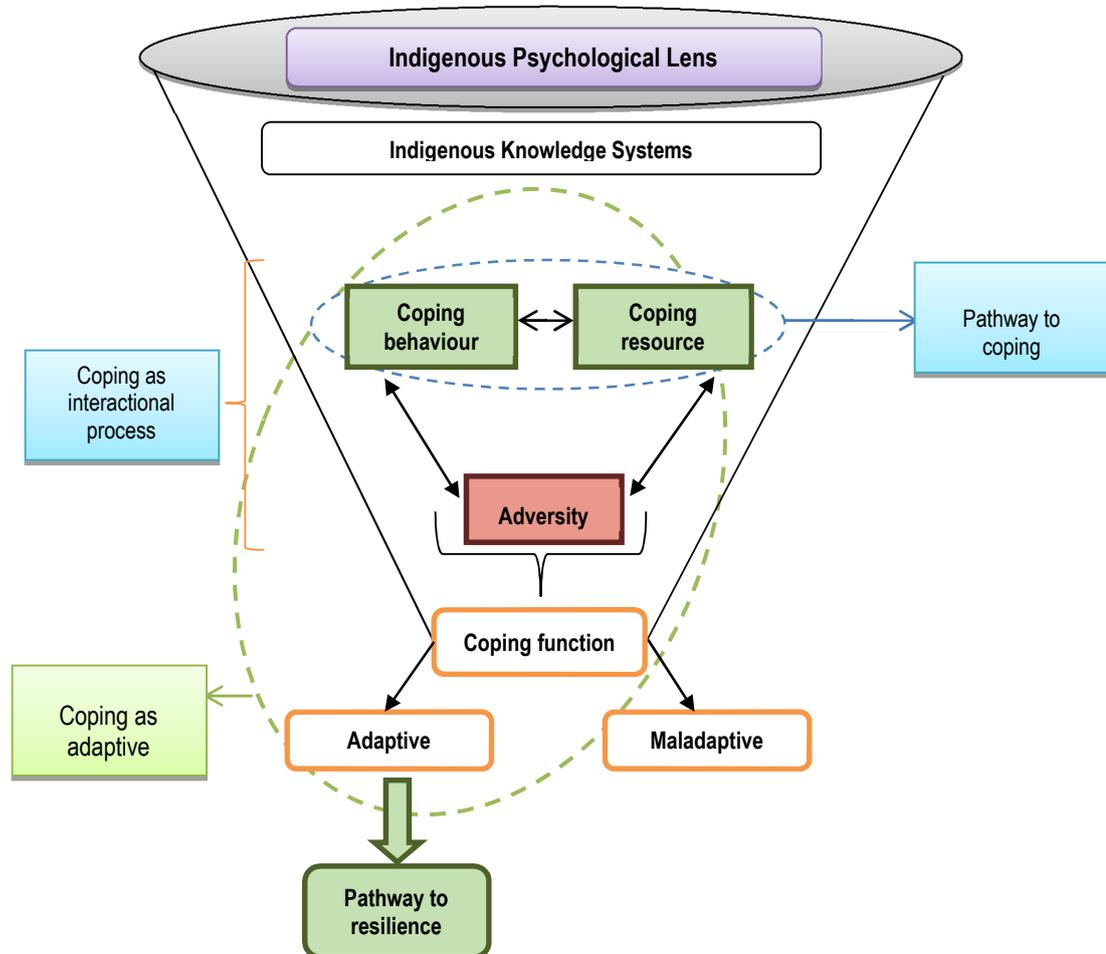 Indigenous Psychological Lens
Indigenous Knowledge Systems
Coping
behaviour
Coping
resource
Pathway to
coping
Coping as
interactional
process
Adversity
Coping function
Coping as
adaptive
Adaptive
Maladaptive
Pathway to
resilience